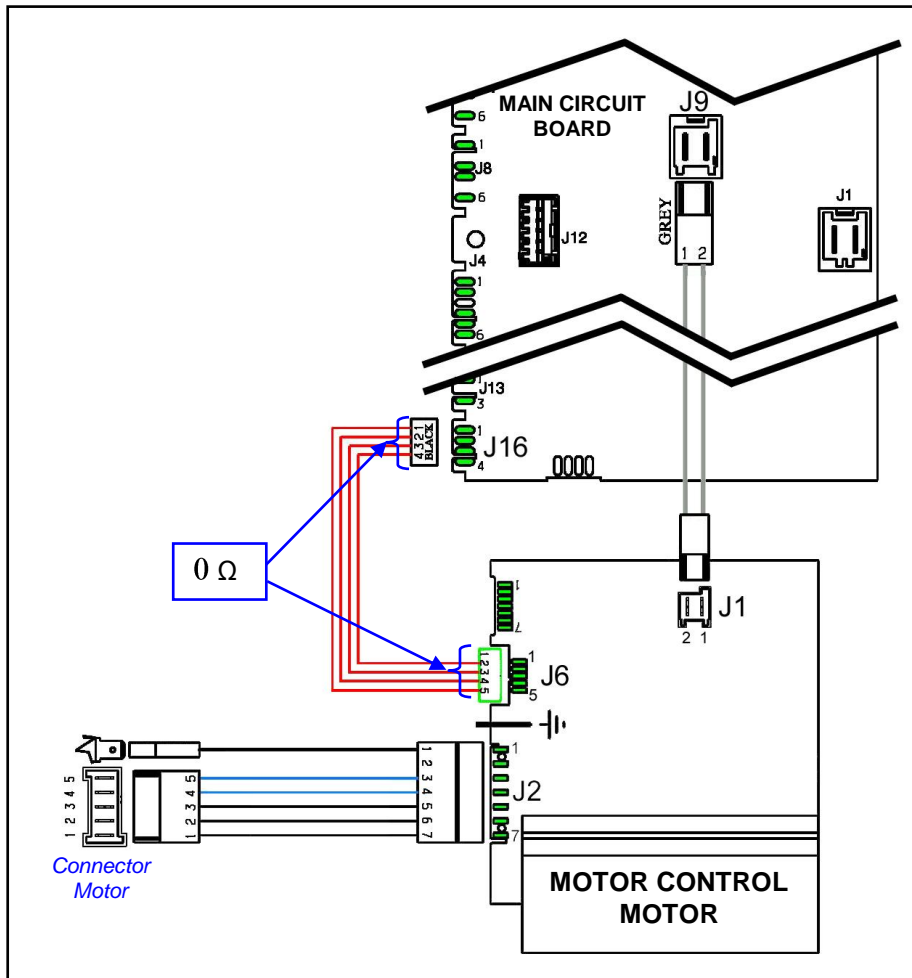 MAIN CIRCUIT
BOARD
J9
6
1
J8
6
J12
GREY
1 2
J1
J4
1
6
1
J13
3
4 3 2 1
BLACK
1
J16
4
0 Ω
1
7
J1
2 1
1
2
3
4
5
1
J6
5
1
2
3
4
5
6
7
1
J2
7
1 2 3 4 5
5
4
3
2
1
Connector
Motor
MOTOR CONTROL
MOTOR